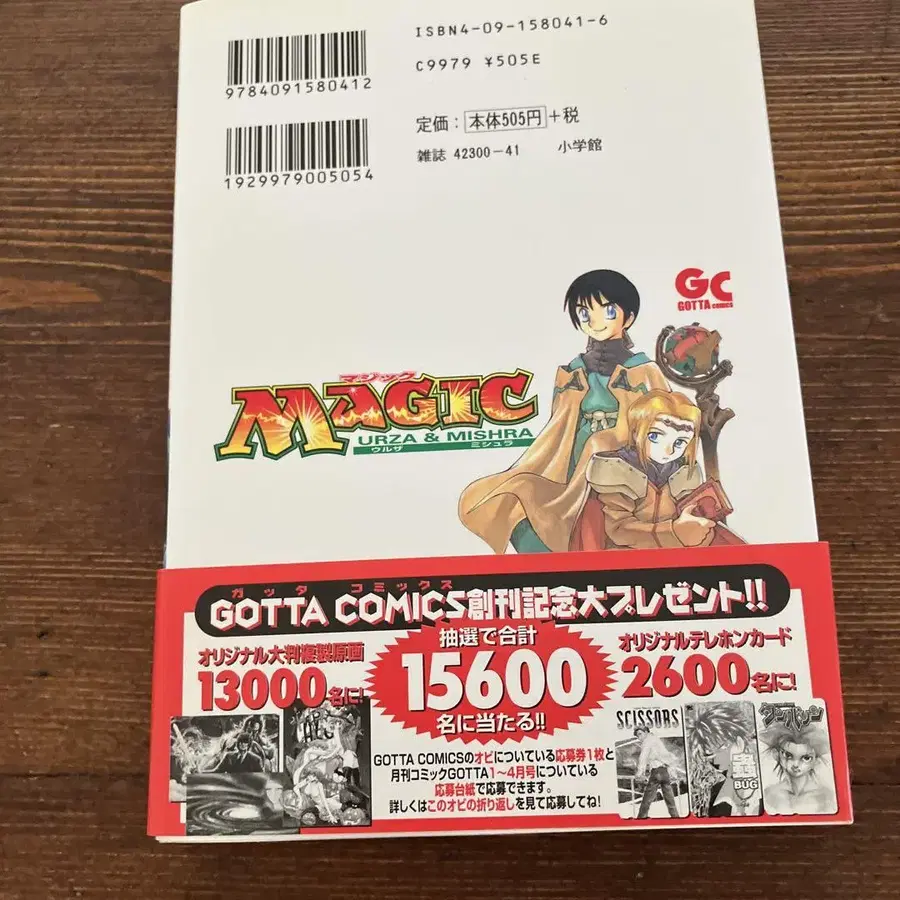 ISBN4-09-158041-6
9784091580412
C9979 ¥505E
定価：本体505円+税
1929979005054
雑誌 42300-41 小学館
GC
GOTTA COMICS
マジック
MAGIC
URZA & MISHRA
ウルザ ミシュラ
ガッタ コミックス
GOTTA COMICS創刊記念大プレゼント!!
オリジナル大判複製原画
13000名に!
抽選で合計
15600
名に当たる!!
オリジナルテレホンカード
2600名に!
GOTTA COMICSのオビについている応募券1枚と
月刊コミックGOTTA1〜4月号についている
応募台紙で応募できます。
詳しくはこのオビの折り返しを見て応募してね!
SCISSORS
蟲
BUG